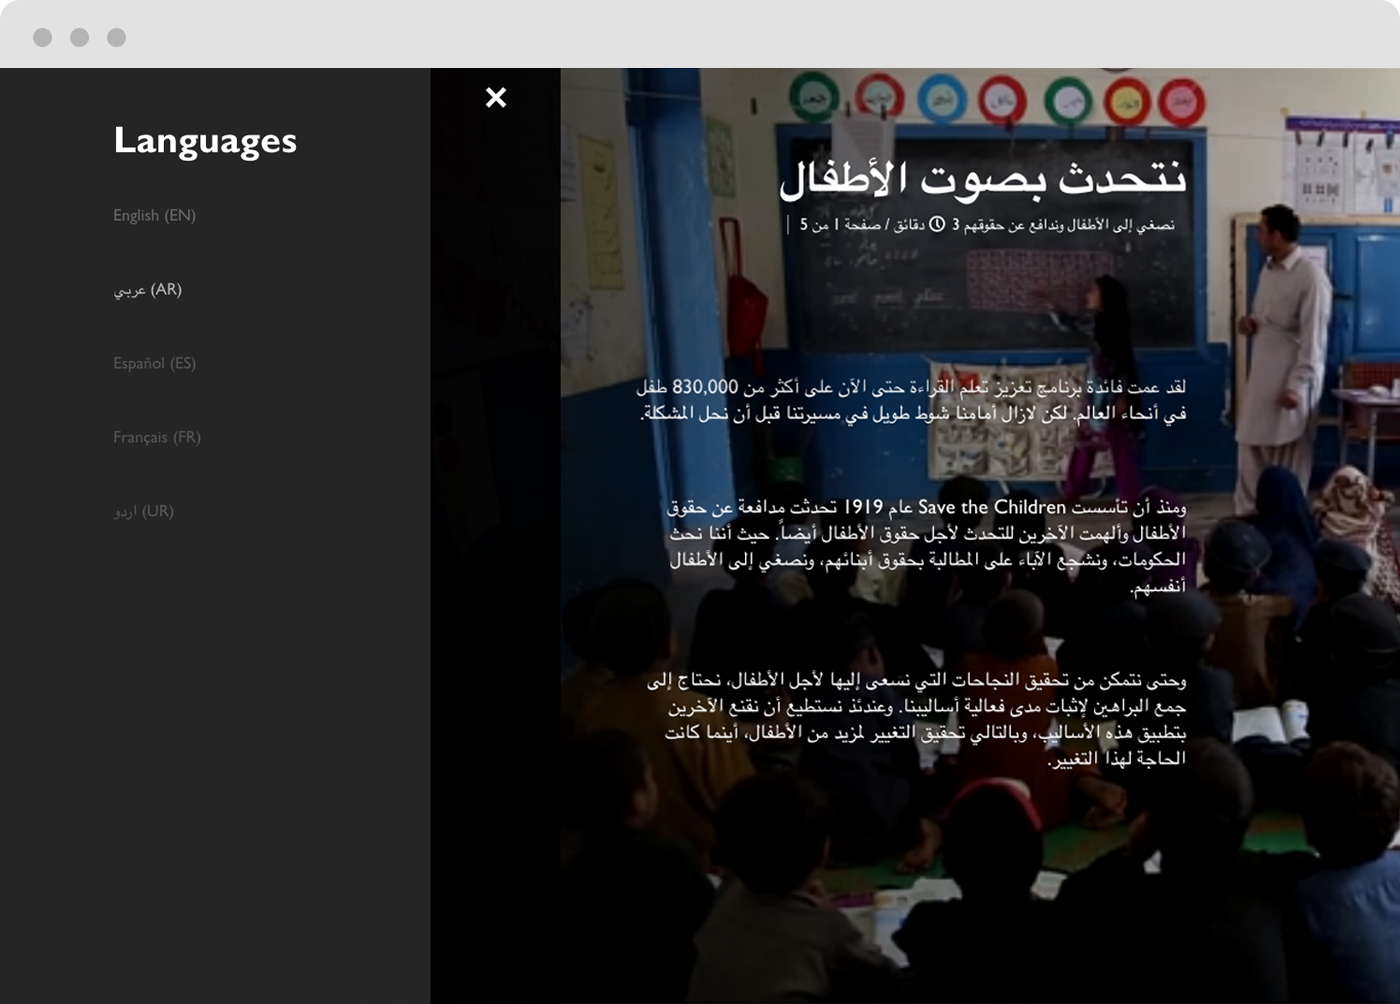 Languages
English (EN)
عربي (AR)
Español (ES)
Français (FR)
اردو (UR)
نتحدث بصوت الأطفال
نصغي إلى الأطفال وندافع عن حقوقهم 3 دقائق / صفحة 1 من 5
لقد عمت فائدة برنامج تعزيز تعلم القراءة حتى الآن على أكثر من 830,000 طفل
في أنحاء العالم. لكن لازال أمامنا شوط طويل في مسيرتنا قبل أن نحل المشكلة.
ومنذ أن تأسست Save the Children عام 1919 تحدثت مدافعة عن حقوق
الأطفال وألهمت الآخرين للتحدث لأجل حقوق الأطفال أيضاً. حيث أننا نحث
الحكومات، ونشجع الآباء على المطالبة بحقوق أبنائهم، ونصغي إلى الأطفال
أنفسهم.
وحتى نتمكن من تحقيق النجاحات التي نسعى إليها لأجل الأطفال، نحتاج إلى
جمع البراهين لإثبات مدى فعالية أساليبنا. وعندئذ نستطيع أن نقنع الآخرين
بتطبيق هذه الأساليب، وبالتالي تحقيق التغيير لمزيد من الأطفال، أينما كانت
الحاجة لهذا التغيير.